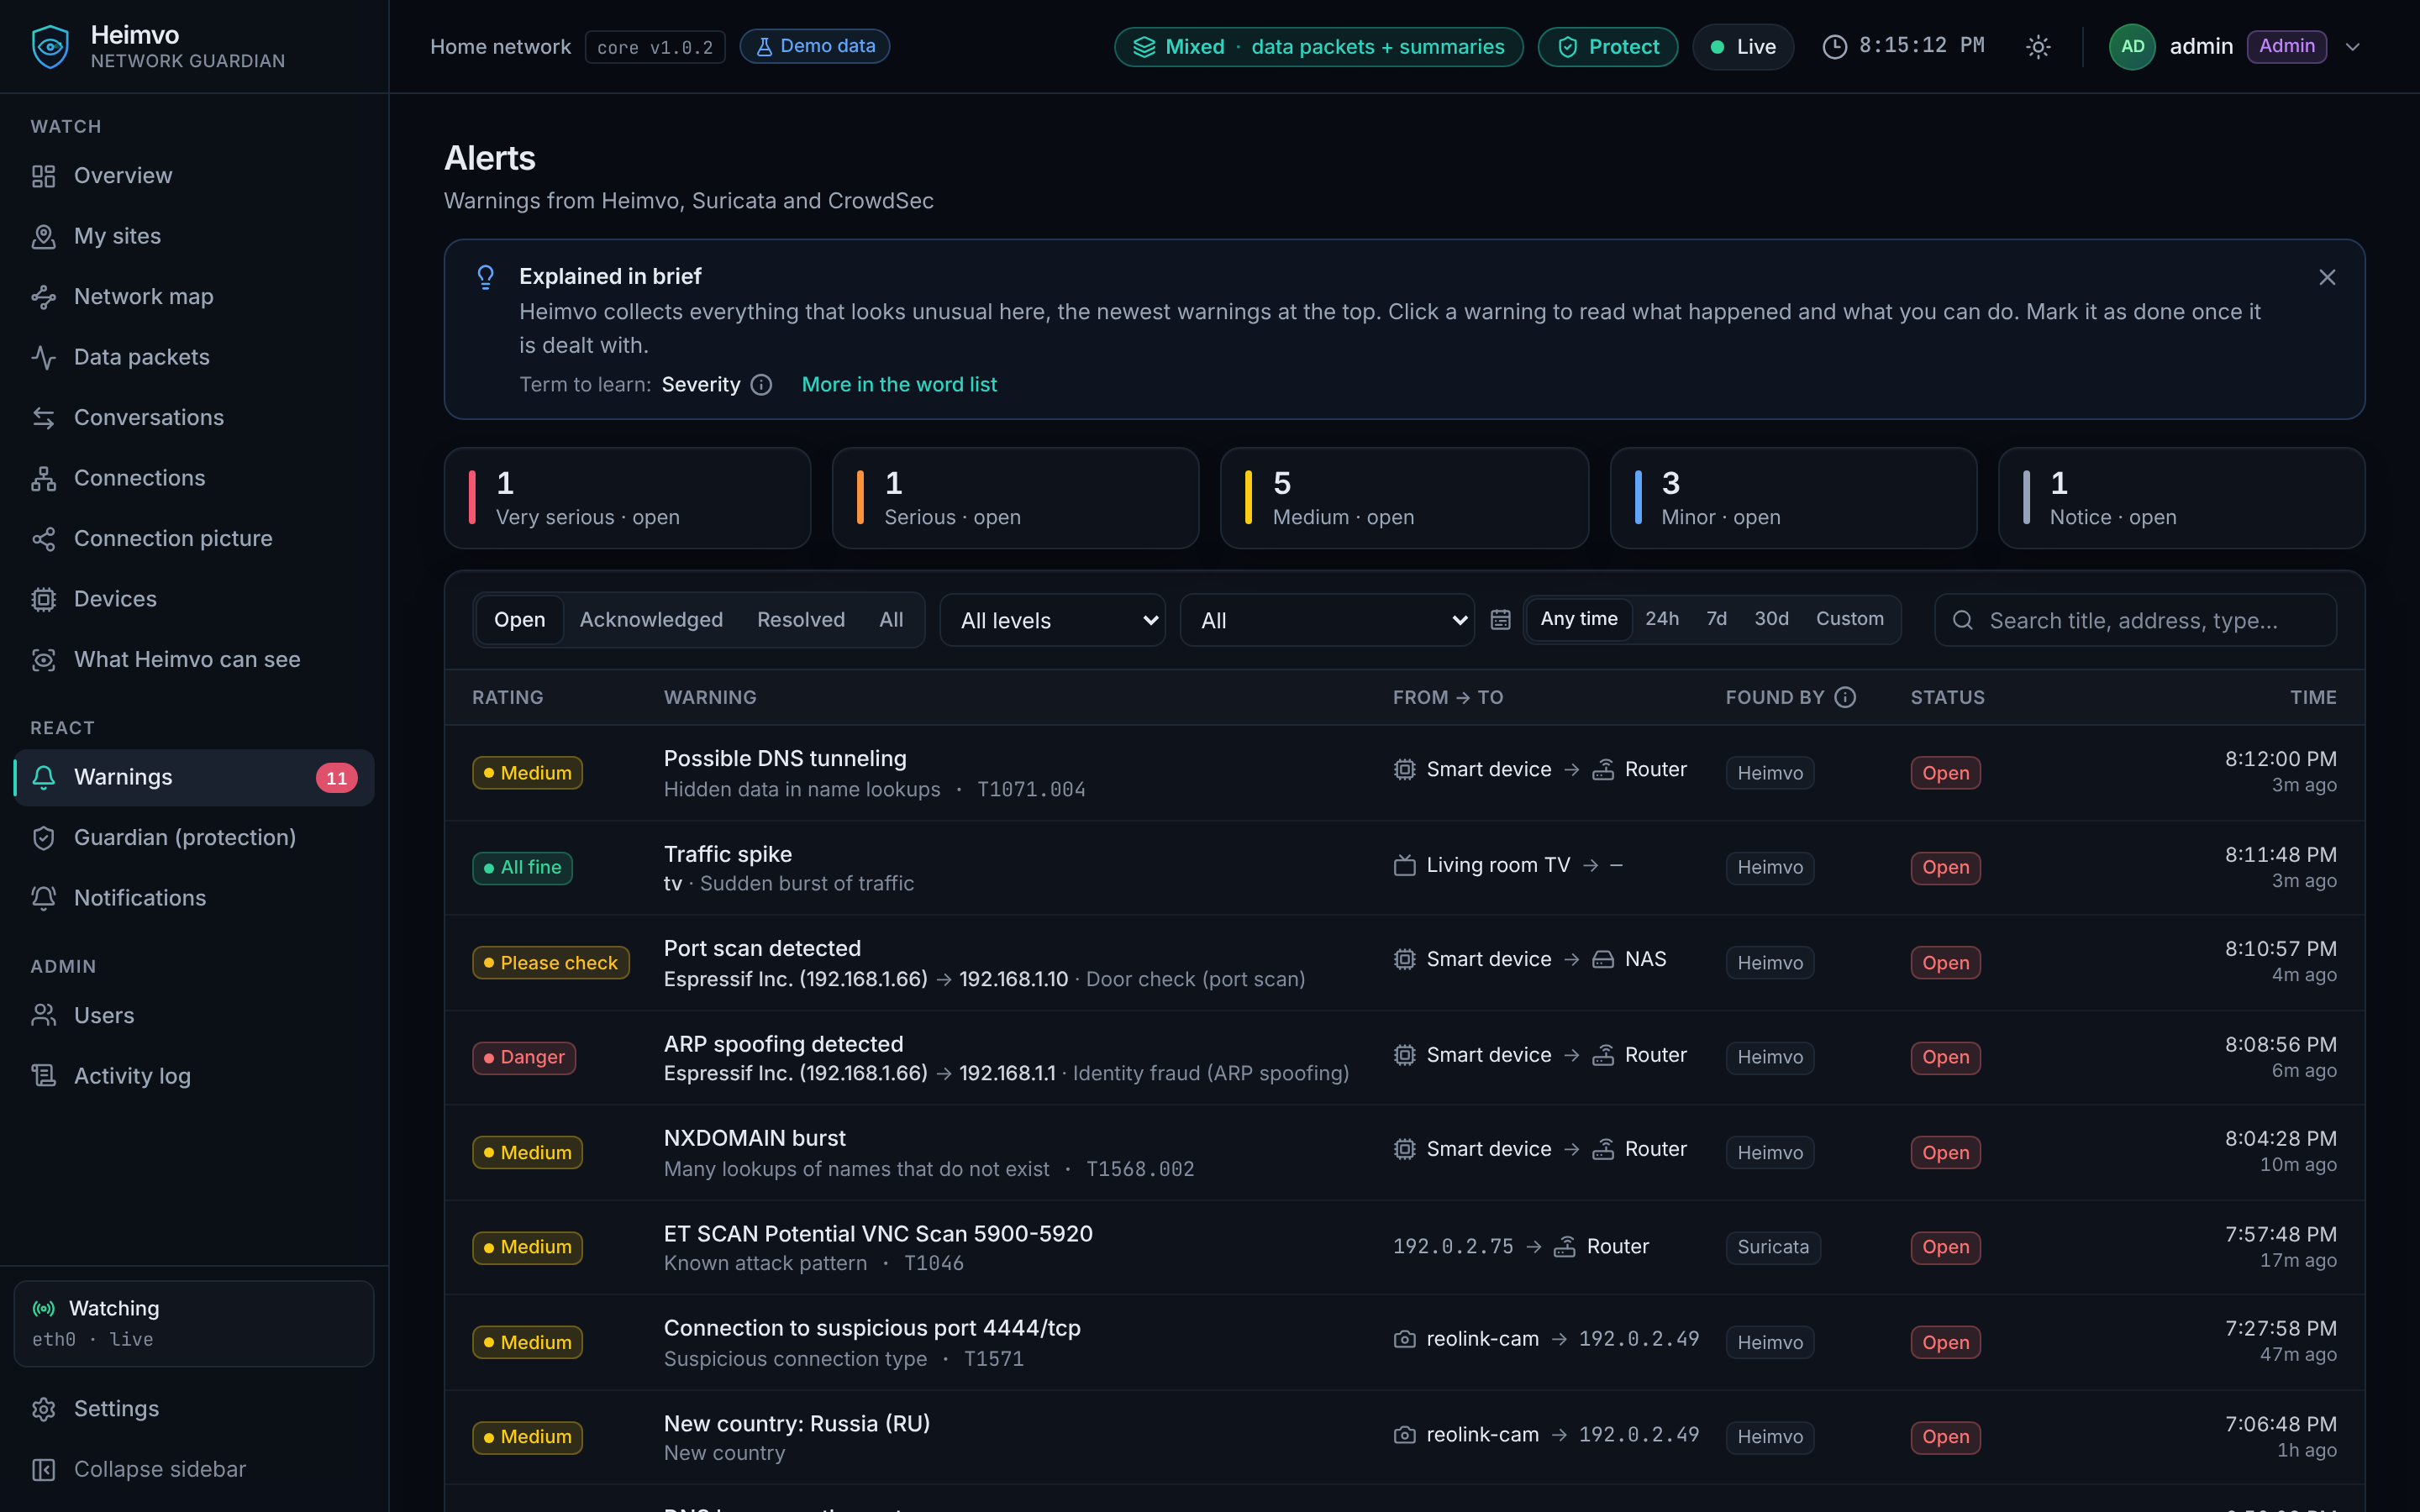 Heimvo
NETWORK GUARDIAN
Home network core v1.0.2 Demo data
Mixed · data packets + summaries Protect Live 8:15:12 PM AD admin Admin
WATCH
Overview
My sites
Network map
Data packets
Conversations
Connections
Connection picture
Devices
What Heimvo can see
REACT
Warnings 11
Guardian (protection)
Notifications
ADMIN
Users
Activity log
Watching
eth0 · live
Settings
Collapse sidebar
Alerts
Warnings from Heimvo, Suricata and CrowdSec
Explained in brief
Heimvo collects everything that looks unusual here, the newest warnings at the top. Click a warning to read what happened and what you can do. Mark it as done once it
is dealt with.
Term to learn: Severity More in the word list
1
Very serious · open
1
Serious · open
5
Medium · open
3
Minor · open
1
Notice · open
Open Acknowledged Resolved All All levels All Any time 24h 7d 30d Custom Search title, address, type...
RATING WARNING FROM → TO FOUND BY STATUS TIME
Medium Possible DNS tunneling Smart device → Router Heimvo Open 8:12:00 PM
Hidden data in name lookups · T1071.004 3m ago
All fine Traffic spike Living room TV → – Heimvo Open 8:11:48 PM
tv · Sudden burst of traffic 3m ago
Please check Port scan detected Smart device → NAS Heimvo Open 8:10:57 PM
Espressif Inc. (192.168.1.66) → 192.168.1.10 · Door check (port scan) 4m ago
Danger ARP spoofing detected Smart device → Router Heimvo Open 8:08:56 PM
Espressif Inc. (192.168.1.66) → 192.168.1.1 · Identity fraud (ARP spoofing) 6m ago
Medium NXDOMAIN burst Smart device → Router Heimvo Open 8:04:28 PM
Many lookups of names that do not exist · T1568.002 10m ago
Medium ET SCAN Potential VNC Scan 5900-5920 192.0.2.75 → Router Suricata Open 7:57:48 PM
Known attack pattern · T1046 17m ago
Medium Connection to suspicious port 4444/tcp reolink-cam → 192.0.2.49 Heimvo Open 7:27:58 PM
Suspicious connection type · T1571 47m ago
Medium New country: Russia (RU) reolink-cam → 192.0.2.49 Heimvo Open 7:06:48 PM
New country 1h ago